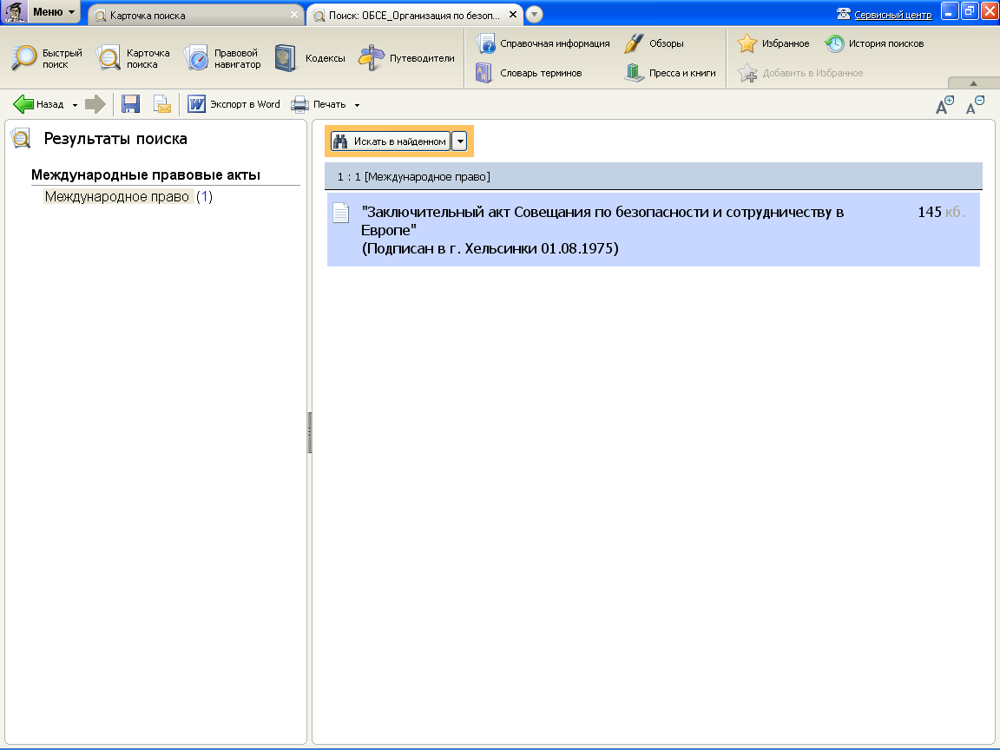 Меню
Карточка поиска
Поиск: ОБСЕ_Организация по безоп...
Сервисный центр
Быстрый
поиск
Карточка
поиска
Правовой
навигатор
Кодексы
Путеводители
Справочная информация
Словарь терминов
Обзоры
Пресса и книги
Избранное
История поисков
Добавить в Избранное
Назад
Экспорт в Word
Печать
Результаты поиска
Международные правовые акты
Международное право (1)
Искать в найденном
1 : 1 [Международное право]
"Заключительный акт Совещания по безопасности и сотрудничеству в 145 кб.
Европе"
(Подписан в г. Хельсинки 01.08.1975)